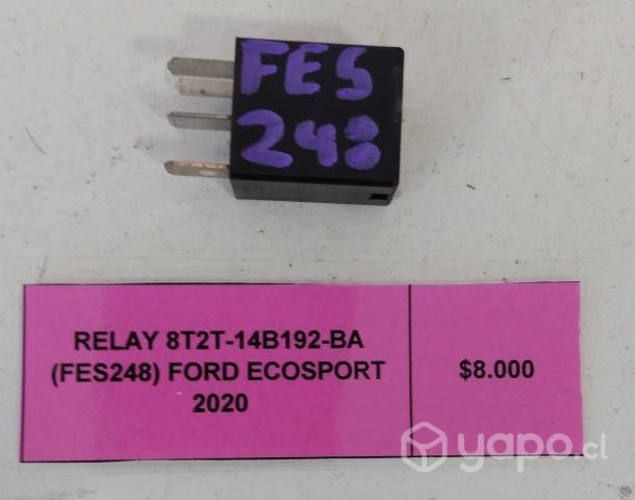 FES
248
RELAY 8T2T-14B192-BA
(FES248) FORD ECOSPORT
2020
$8.000
yapo.cl